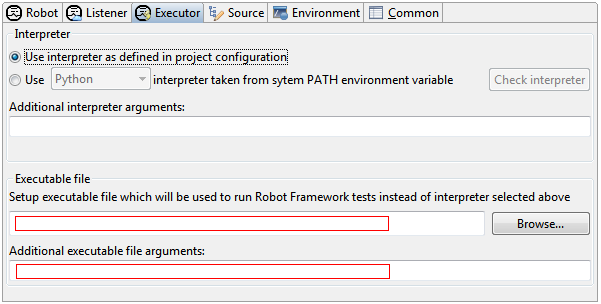 Robot Listener Executor Source Environment Common
Interpreter
Use interpreter as defined in project configuration
Use Python interpreter taken from sytem PATH environment variable Check interpreter
Additional interpreter arguments:
Executable file
Setup executable file which will be used to run Robot Framework tests instead of interpreter selected above
Browse...
Additional executable file arguments: